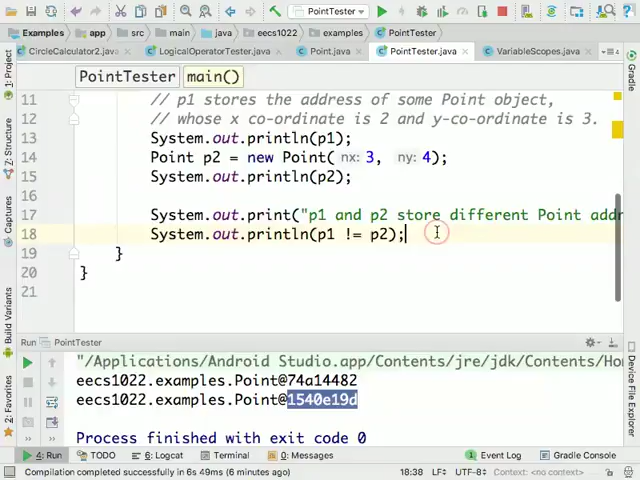 PointTester
Examples app src main java eecs1022 examples PointTester
CircleCalculator2.java LogicalOperatorTester.java Point.java PointTester.java VariableScopes.java
PointTester main()
11 // p1 stores the address of some Point object,
12 // whose x co-ordinate is 2 and y-co-ordinate is 3.
13 System.out.println(p1);
14 Point p2 = new Point( nx: 3, ny: 4);
15 System.out.println(p2);
16
17 System.out.print("p1 and p2 store different Point addr
18 System.out.println(p1 != p2);
19 }
20 }
21
1: Project
7: Structure
Captures
Build Variants
2: Favorites
Gradle
Device File Explorer
Run PointTester
"/Applications/Android Studio.app/Contents/jre/jdk/Contents/Ho
eecs1022.examples.Point@74a14482
eecs1022.examples.Point@1540e19d
Process finished with exit code 0
4: Run TODO 6: Logcat Terminal 0: Messages Event Log Gradle Console
Compilation completed successfully in 6s 49ms (6 minutes ago) 18:38 LF÷ UTF-8÷ Context: <no context>